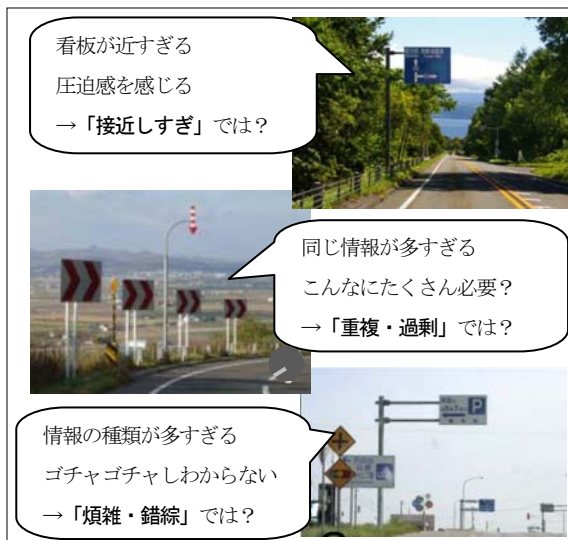 看板が近すぎる
圧迫感を感じる
→「接近しすぎ」では？
同じ情報が多すぎる
こんなにたくさん必要？
→「重複・過剰」では？
情報の種類が多すぎる
ゴチャゴチャしわからない
→「煩雑・錯綜」では？
P